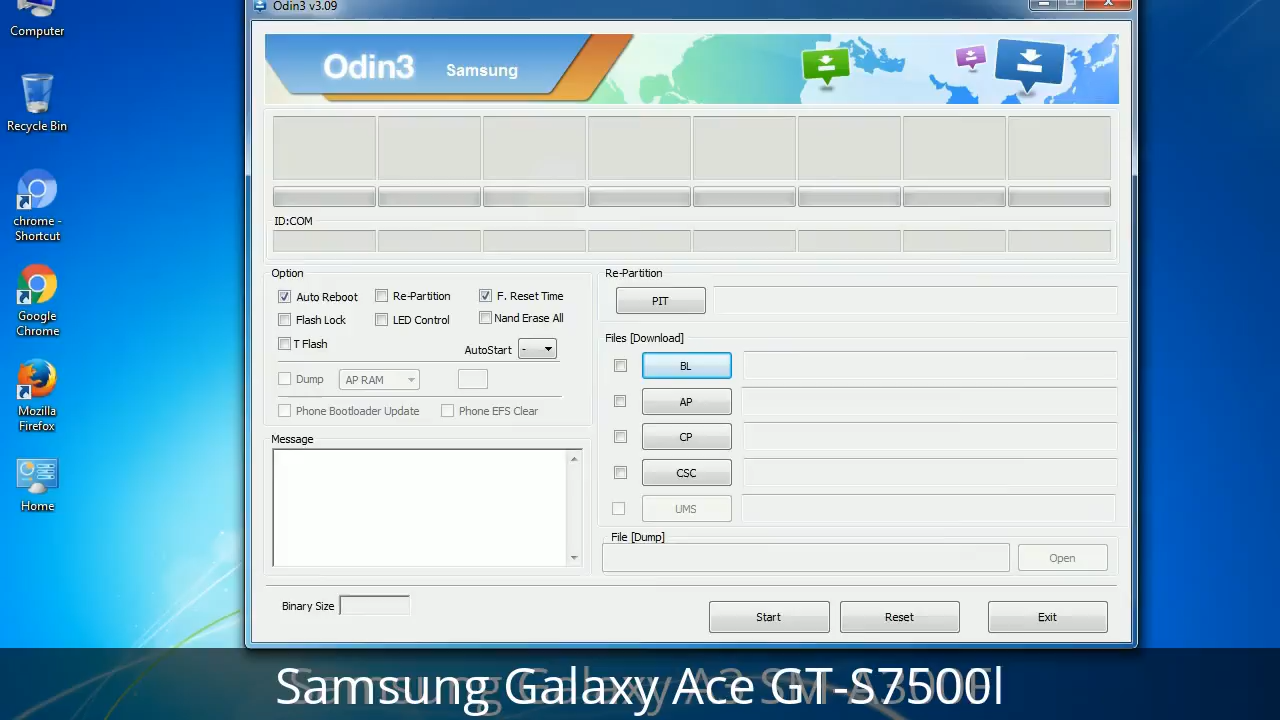 Odin3 v3.09
Computer
Recycle Bin
chrome -
Shortcut
Google
Chrome
Mozilla
Firefox
Home
Odin3 Samsung
ID:COM
Option
Auto Reboot Re-Partition F. Reset Time
Flash Lock LED Control Nand Erase All
T Flash AutoStart -
Dump AP RAM
Phone Bootloader Update Phone EFS Clear
Message
Re-Partition
PIT
Files [Download]
BL
AP
CP
CSC
UMS
File [Dump]
Open
Binary Size
Start Reset Exit
Samsung Galaxy Ace GT-S7500l